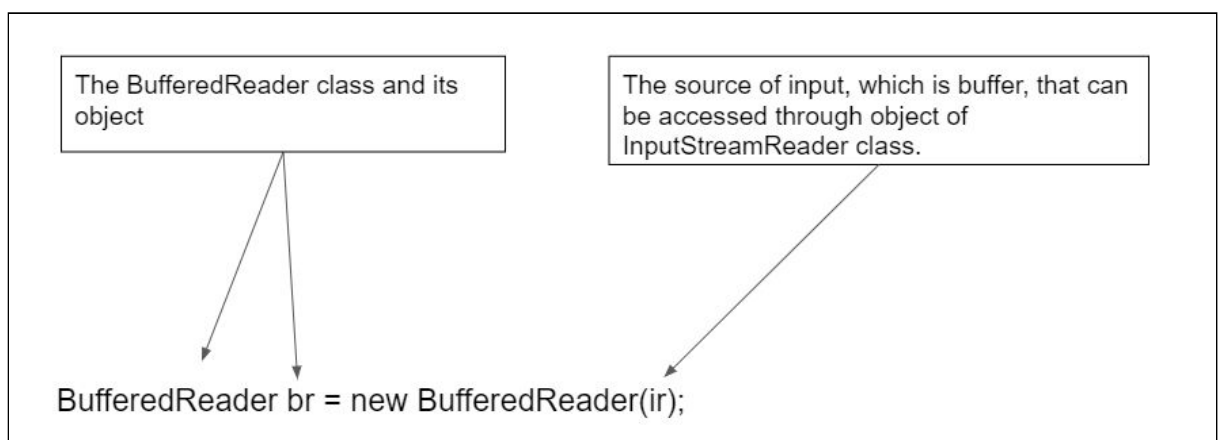 The BufferedReader class and its
object
The source of input, which is buffer, that can
be accessed through object of
InputStreamReader class.
BufferedReader br = new BufferedReader(ir);